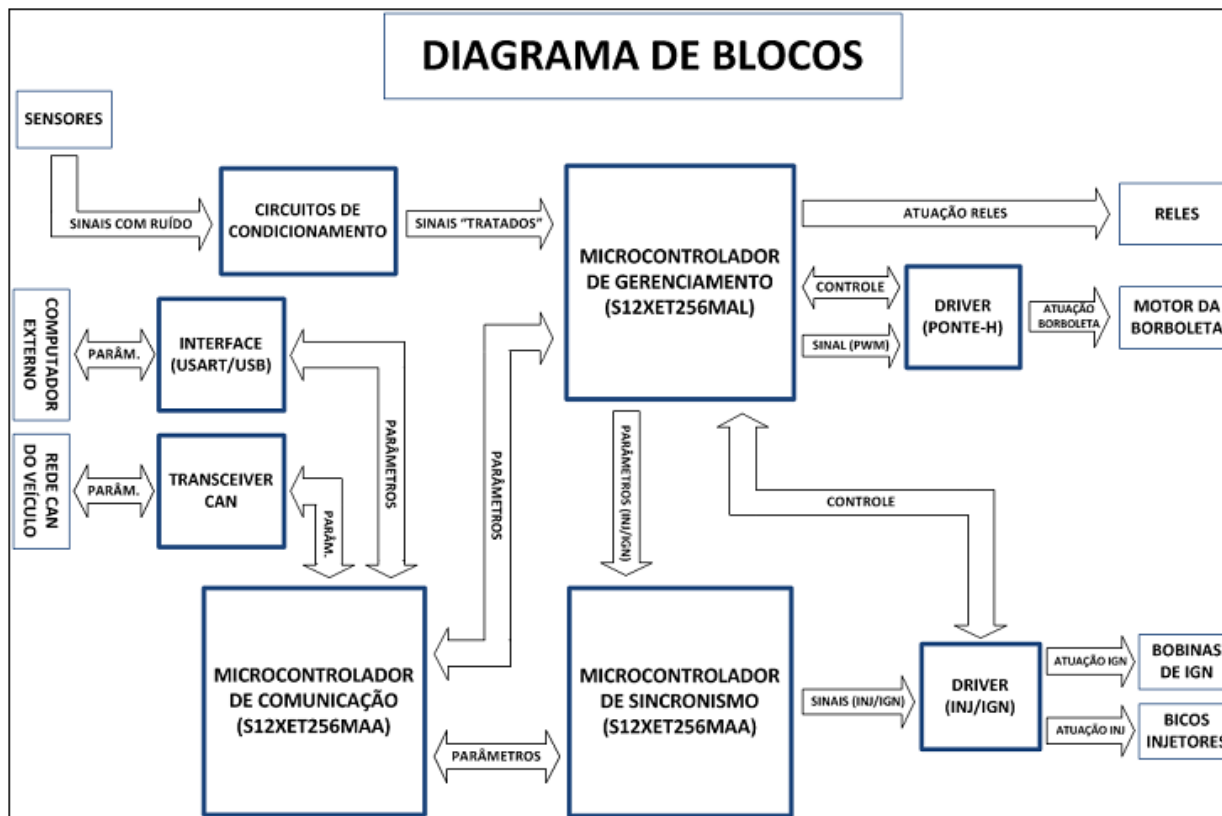 DIAGRAMA DE BLOCOS
SENSORES
SINAIS COM RUÍDO
CIRCUITOS DE
CONDICIONAMENTO
SINAIS "TRATADOS"
MICROCONTROLADOR
DE GERENCIAMENTO
(S12XET256MAL)
ATUAÇÃO RELES
RELES
CONTROLE
SINAL (PWM)
DRIVER
(PONTE-H)
ATUAÇÃO
BORBOLETA
MOTOR DA
BORBOLETA
COMPUTADOR
EXTERNO
PARÂM.
INTERFACE
(USART/USB)
PARÂMETROS
REDE CAN
DO VEÍCULO
PARÂM.
TRANSCEIVER
CAN
PARÂM.
PARÂMETROS
PARÂMETROS (INJ/IGN)
CONTROLE
MICROCONTROLADOR
DE COMUNICAÇÃO
(S12XET256MAA)
PARÂMETROS
MICROCONTROLADOR
DE SINCRONISMO
(S12XET256MAA)
SINAIS (INJ/IGN)
DRIVER
(INJ/IGN)
ATUAÇÃO IGN
BOBINAS
DE IGN
ATUAÇÃO INJ
BICOS
INJETORES